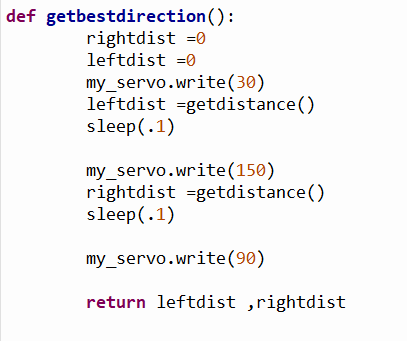 def getbestdirection():
rightdist =0
leftdist =0
my_servo.write(30)
leftdist =getdistance()
sleep(.1)
my_servo.write(150)
rightdist =getdistance()
sleep(.1)
my_servo.write(90)
return leftdist ,rightdist